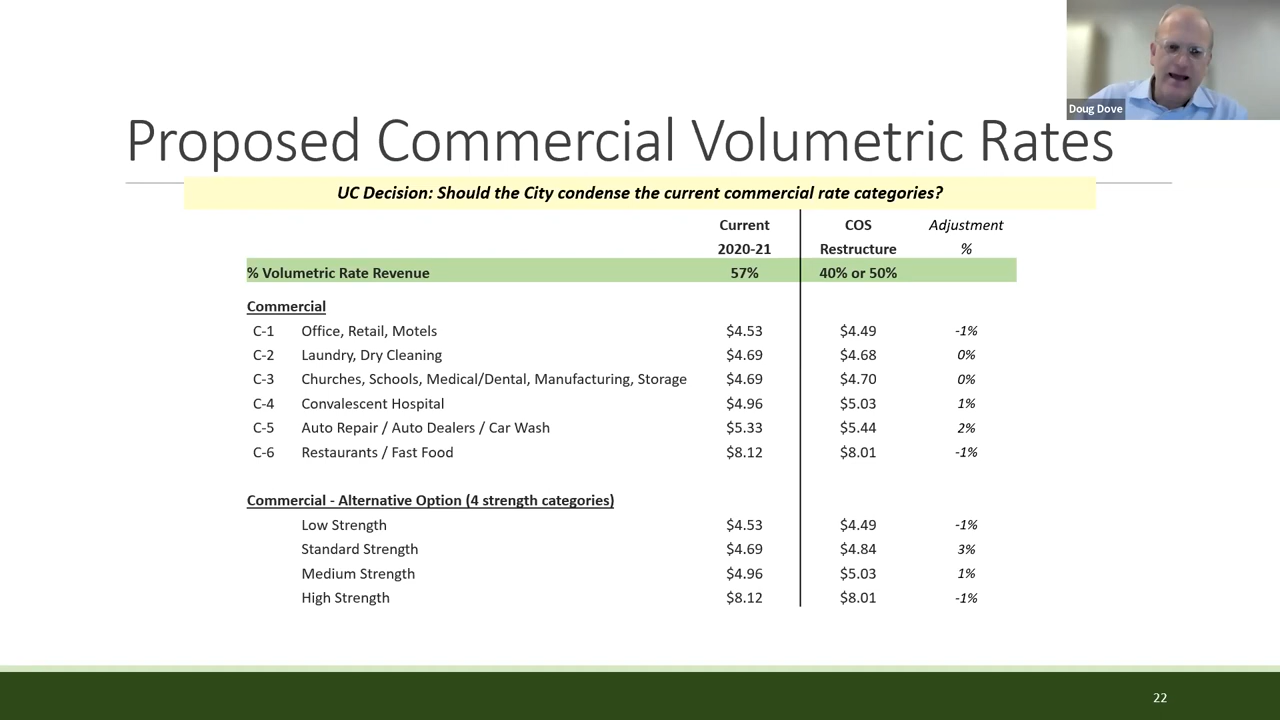 Doug Dove
Proposed Commercial Volumetric Rates
UC Decision: Should the City condense the current commercial rate categories?
Current COS Adjustment
2020-21 Restructure %
% Volumetric Rate Revenue 57% 40% or 50%
Commercial
C-1 Office, Retail, Motels $4.53 $4.49 -1%
C-2 Laundry, Dry Cleaning $4.69 $4.68 0%
C-3 Churches, Schools, Medical/Dental, Manufacturing, Storage $4.69 $4.70 0%
C-4 Convalescent Hospital $4.96 $5.03 1%
C-5 Auto Repair / Auto Dealers / Car Wash $5.33 $5.44 2%
C-6 Restaurants / Fast Food $8.12 $8.01 -1%
Commercial - Alternative Option (4 strength categories)
Low Strength $4.53 $4.49 -1%
Standard Strength $4.69 $4.84 3%
Medium Strength $4.96 $5.03 1%
High Strength $8.12 $8.01 -1%
22